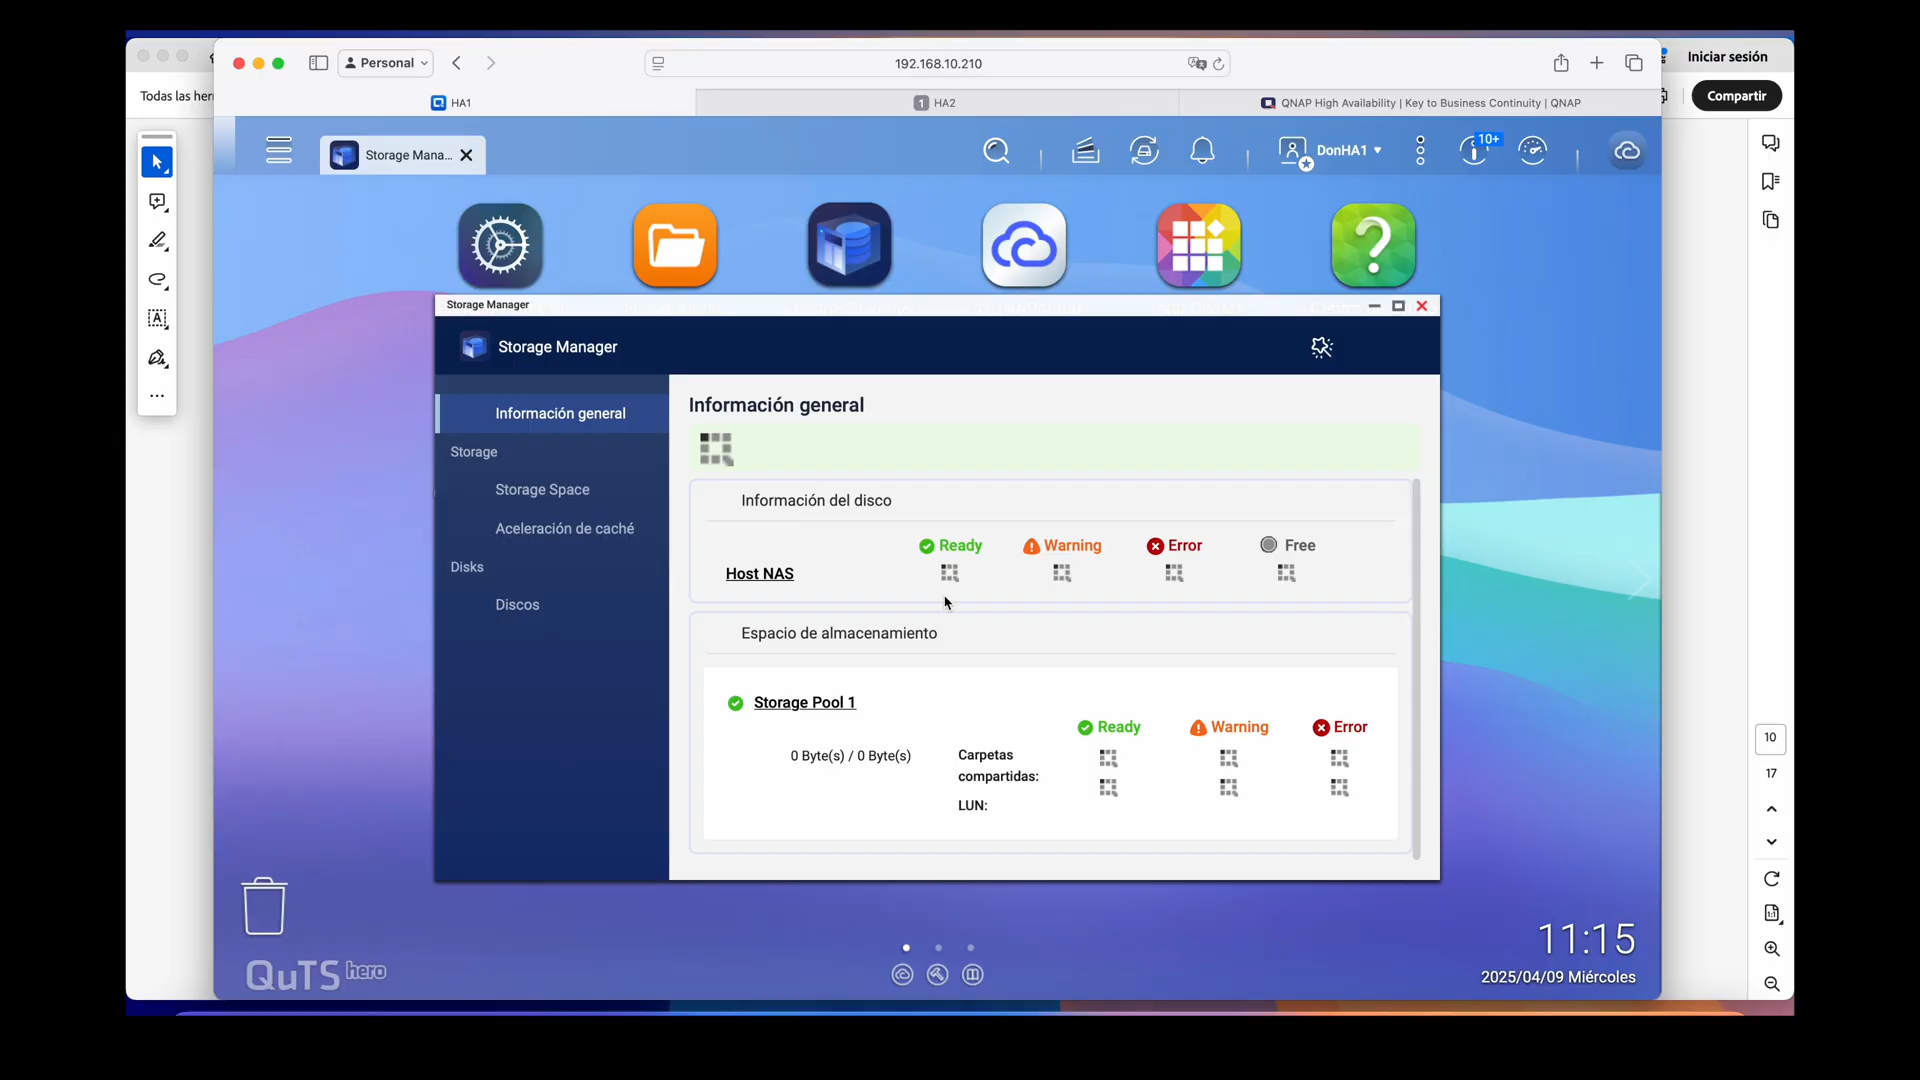 Personal
192.168.10.210
Iniciar sesión
Todas las her
HA1
1 HA2
QNAP High Availability | Key to Business Continuity | QNAP
Compartir
Storage Mana...
DonHA1
10+
Storage Manager
Storage Manager
Información general
Storage
Storage Space
Aceleración de caché
Disks
Discos
Información general
Información del disco
Ready Warning Error Free
Host NAS
Espacio de almacenamiento
Storage Pool 1
Ready Warning Error
0 Byte(s) / 0 Byte(s)
Carpetas
compartidas:
LUN:
10
17
1:1
11:15
2025/04/09 Miércoles
QuTS hero